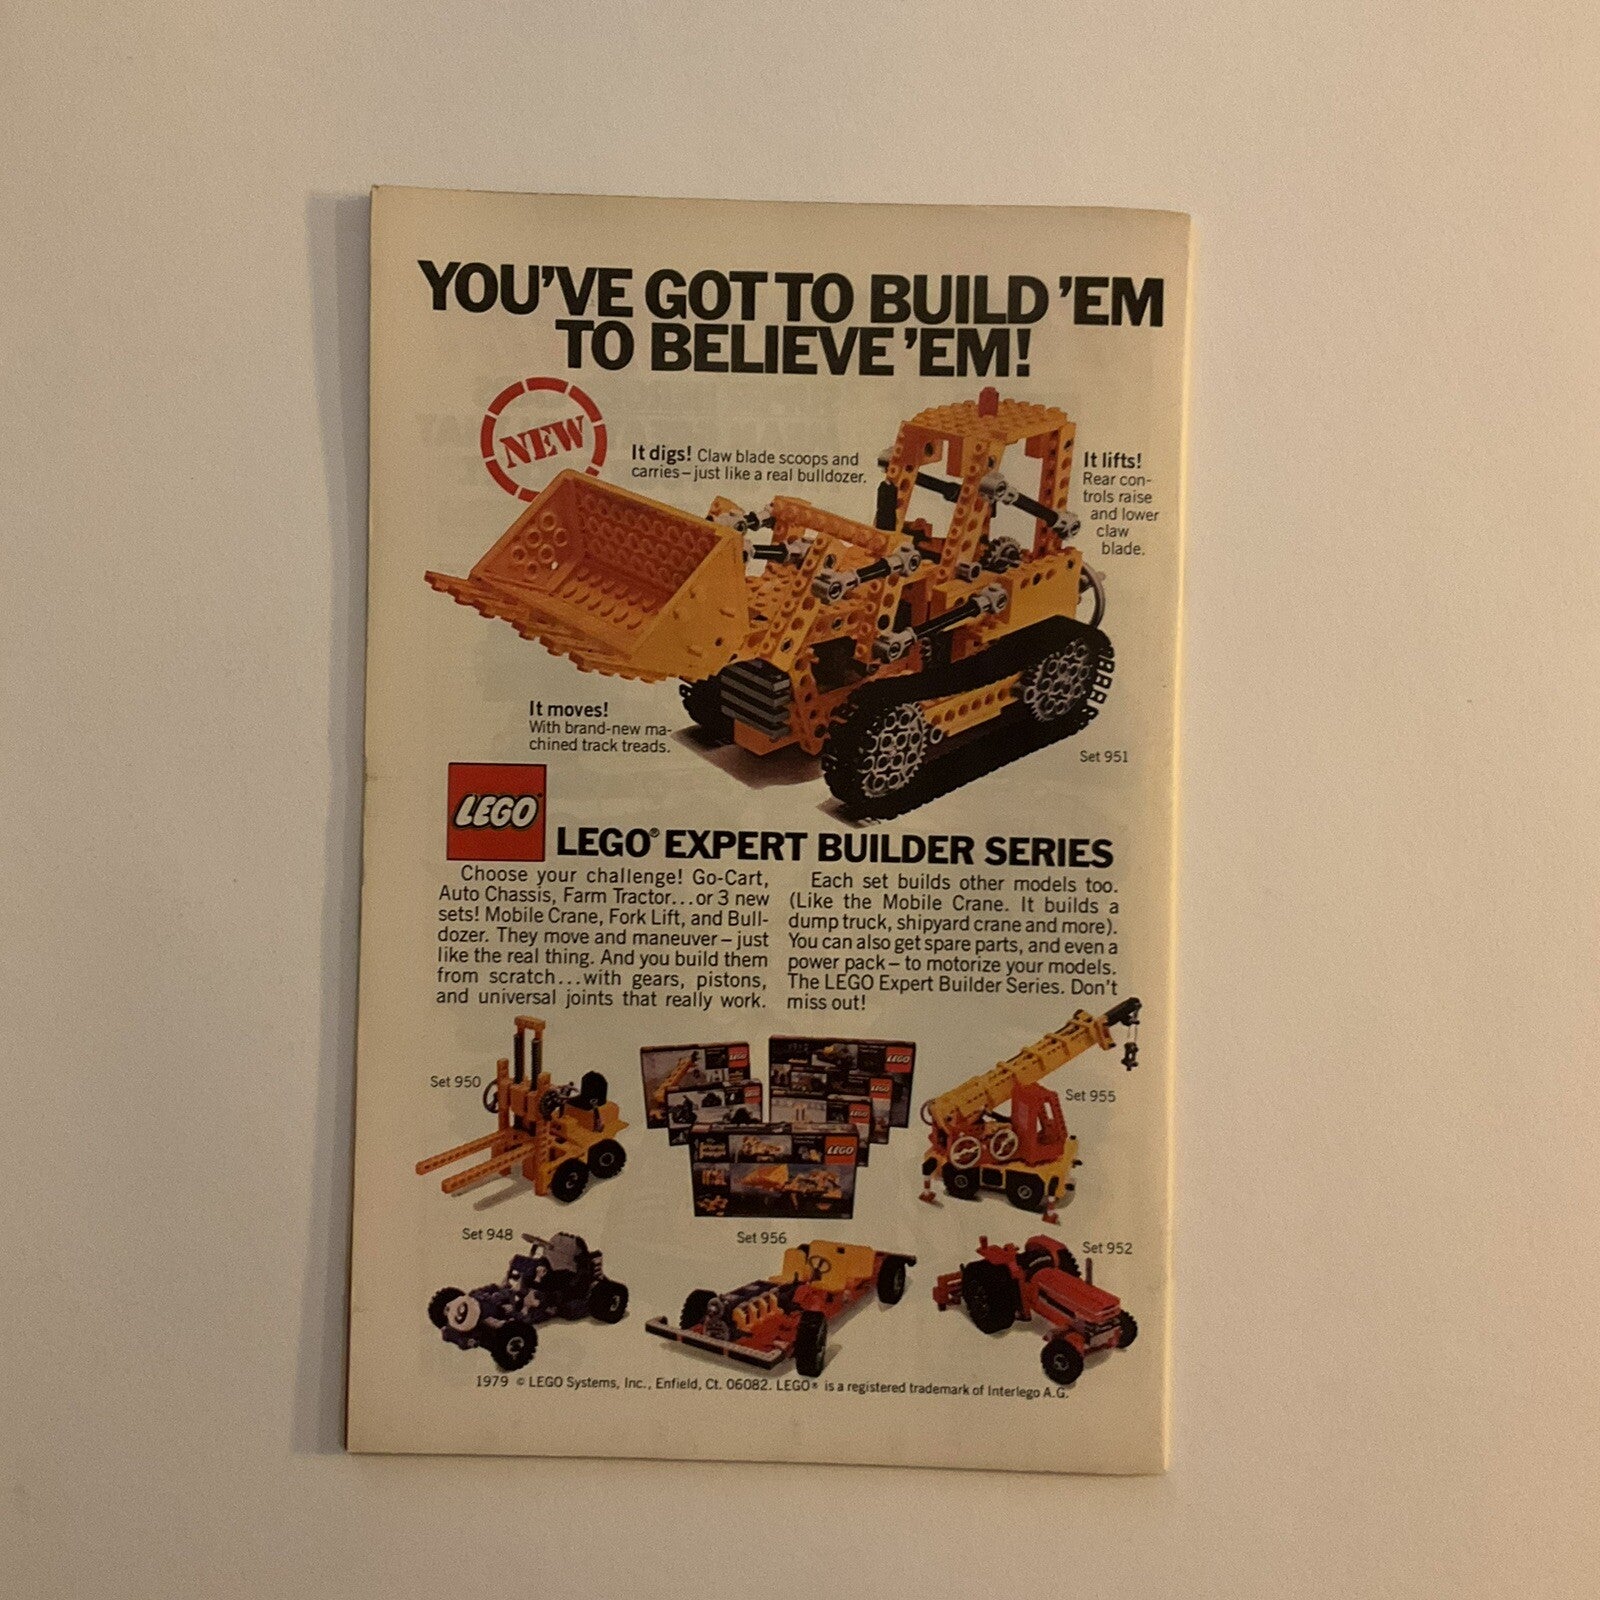 YOU'VE GOT TO BUILD 'EM
TO BELIEVE 'EM!
NEW
It digs! Claw blade scoops and
carries–just like a real bulldozer.
It lifts!
Rear con-
trols raise
and lower
claw
blade.
It moves!
With brand-new ma-
chined track treads.
Set 951
LEGO
LEGO® EXPERT BUILDER SERIES
Choose your challenge! Go-Cart,
Auto Chassis, Farm Tractor...or 3 new
sets! Mobile Crane, Fork Lift, and Bull-
dozer. They move and maneuver–just
like the real thing. And you build them
from scratch...with gears, pistons,
and universal joints that really work.
Each set builds other models too.
(Like the Mobile Crane. It builds a
dump truck, shipyard crane and more).
You can also get spare parts, and even a
power pack–to motorize your models.
The LEGO Expert Builder Series. Don't
miss out!
Set 950
LEGO
LEGO
LEGO
LEGO
LEGO
Set 955
Set 948
Set 956
Set 952
9
1979 © LEGO Systems, Inc., Enfield, Ct. 06082. LEGO® is a registered trademark of Interlego A.G.